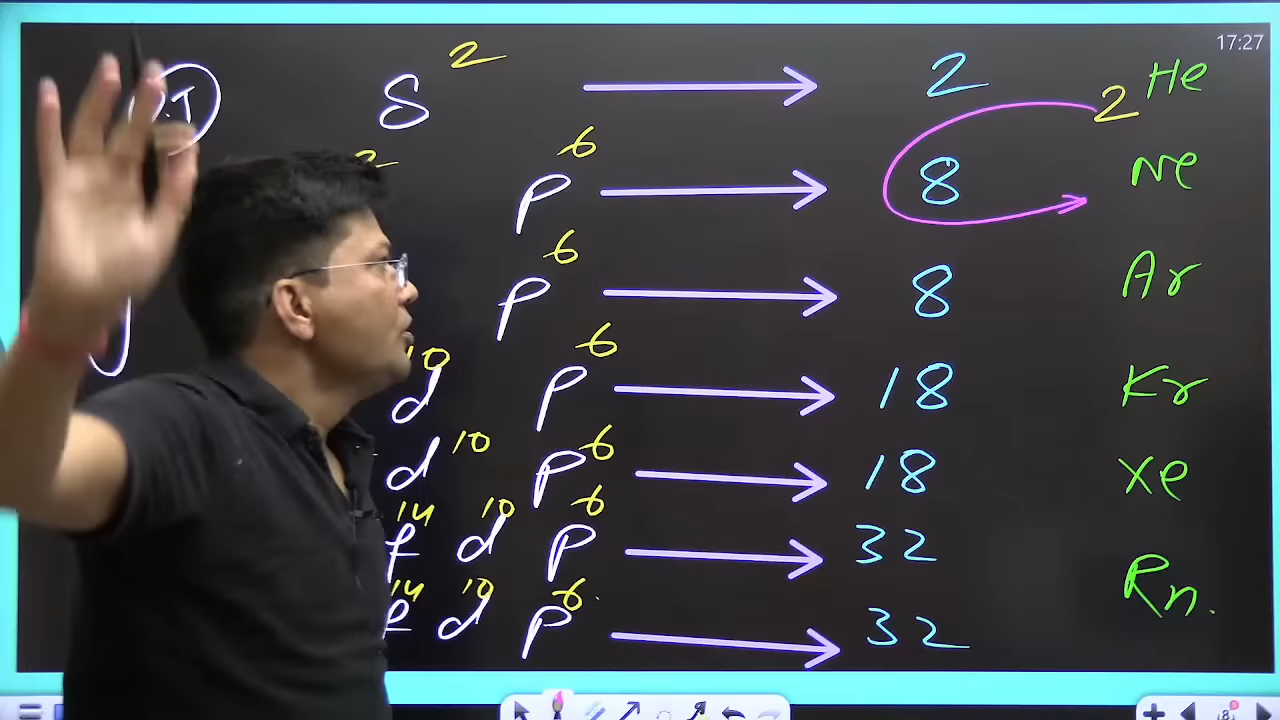 17:27
s² → 2 ₂He
2 p⁶ → 8 Ne
p⁶ → 8 Ar
d¹⁰ p⁶ → 18 Kr
d¹⁰ p⁶ → 18 Xe
f¹⁴ d¹⁰ p⁶ → 32 Rn.
f¹⁴ d¹⁰ p⁶ → 32